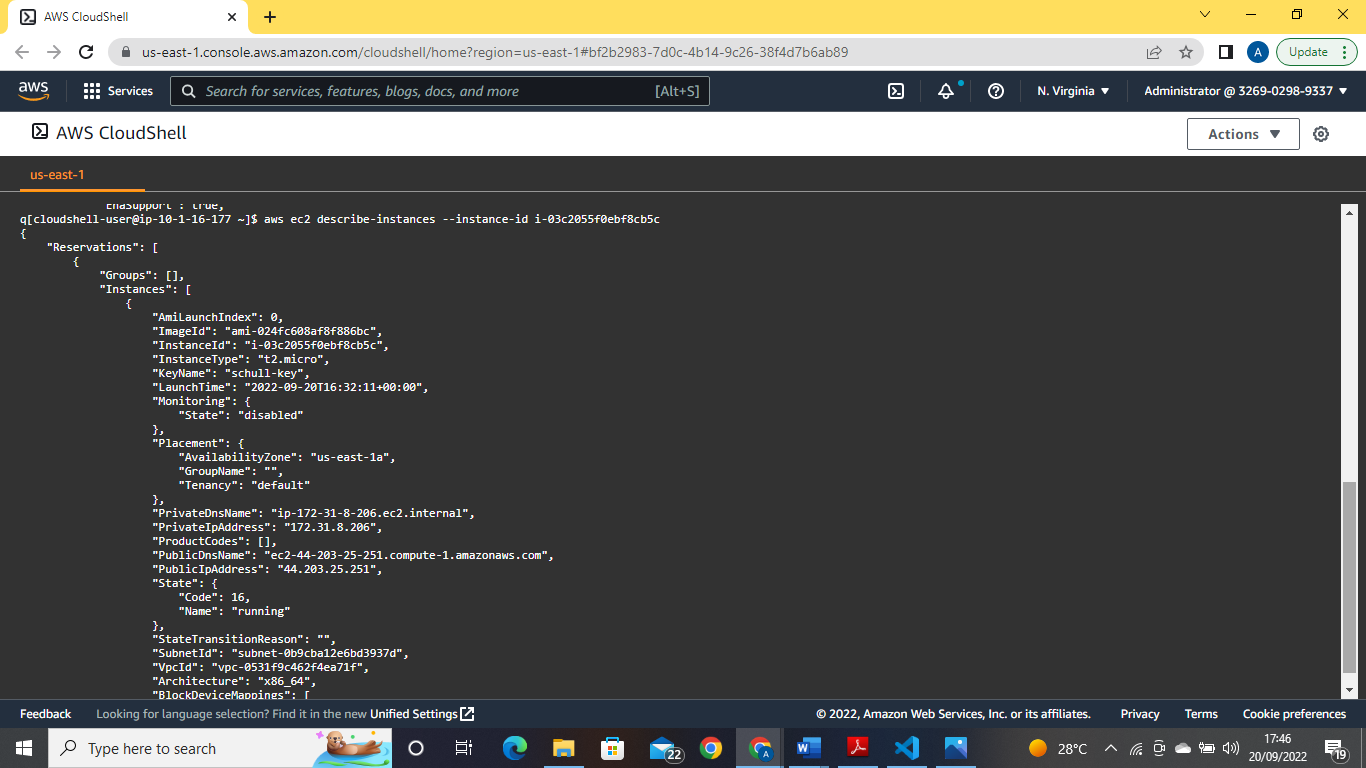 AWS CloudShell
us-east-1.console.aws.amazon.com/cloudshell/home?region=us-east-1#bf2b2983-7d0c-4b14-9c26-38f4d7b6ab89
A
Update
aws
Services
Search for services, features, blogs, docs, and more
[Alt+S]
N. Virginia
Administrator @ 3269-0298-9337
AWS CloudShell
Actions
us-east-1
"EnaSupport": true,
q[cloudshell-user@ip-10-1-16-177 ~]$ aws ec2 describe-instances --instance-id i-03c2055f0ebf8cb5c
{
"Reservations": [
{
"Groups": [],
"Instances": [
{
"AmiLaunchIndex": 0,
"ImageId": "ami-024fc608af8f886bc",
"InstanceId": "i-03c2055f0ebf8cb5c",
"InstanceType": "t2.micro",
"KeyName": "schull-key",
"LaunchTime": "2022-09-20T16:32:11+00:00",
"Monitoring": {
"State": "disabled"
},
"Placement": {
"AvailabilityZone": "us-east-1a",
"GroupName": "",
"Tenancy": "default"
},
"PrivateDnsName": "ip-172-31-8-206.ec2.internal",
"PrivateIpAddress": "172.31.8.206",
"ProductCodes": [],
"PublicDnsName": "ec2-44-203-25-251.compute-1.amazonaws.com",
"PublicIpAddress": "44.203.25.251",
"State": {
"Code": 16,
"Name": "running"
},
"StateTransitionReason": "",
"SubnetId": "subnet-0b9cba12e6bd3937d",
"VpcId": "vpc-0531f9c462f4ea71f",
"Architecture": "x86_64",
"BlockDeviceMappings": [
Feedback
Looking for language selection? Find it in the new Unified Settings
© 2022, Amazon Web Services, Inc. or its affiliates.
Privacy
Terms
Cookie preferences
Type here to search
22
A
28°C
17:46
20/09/2022
19